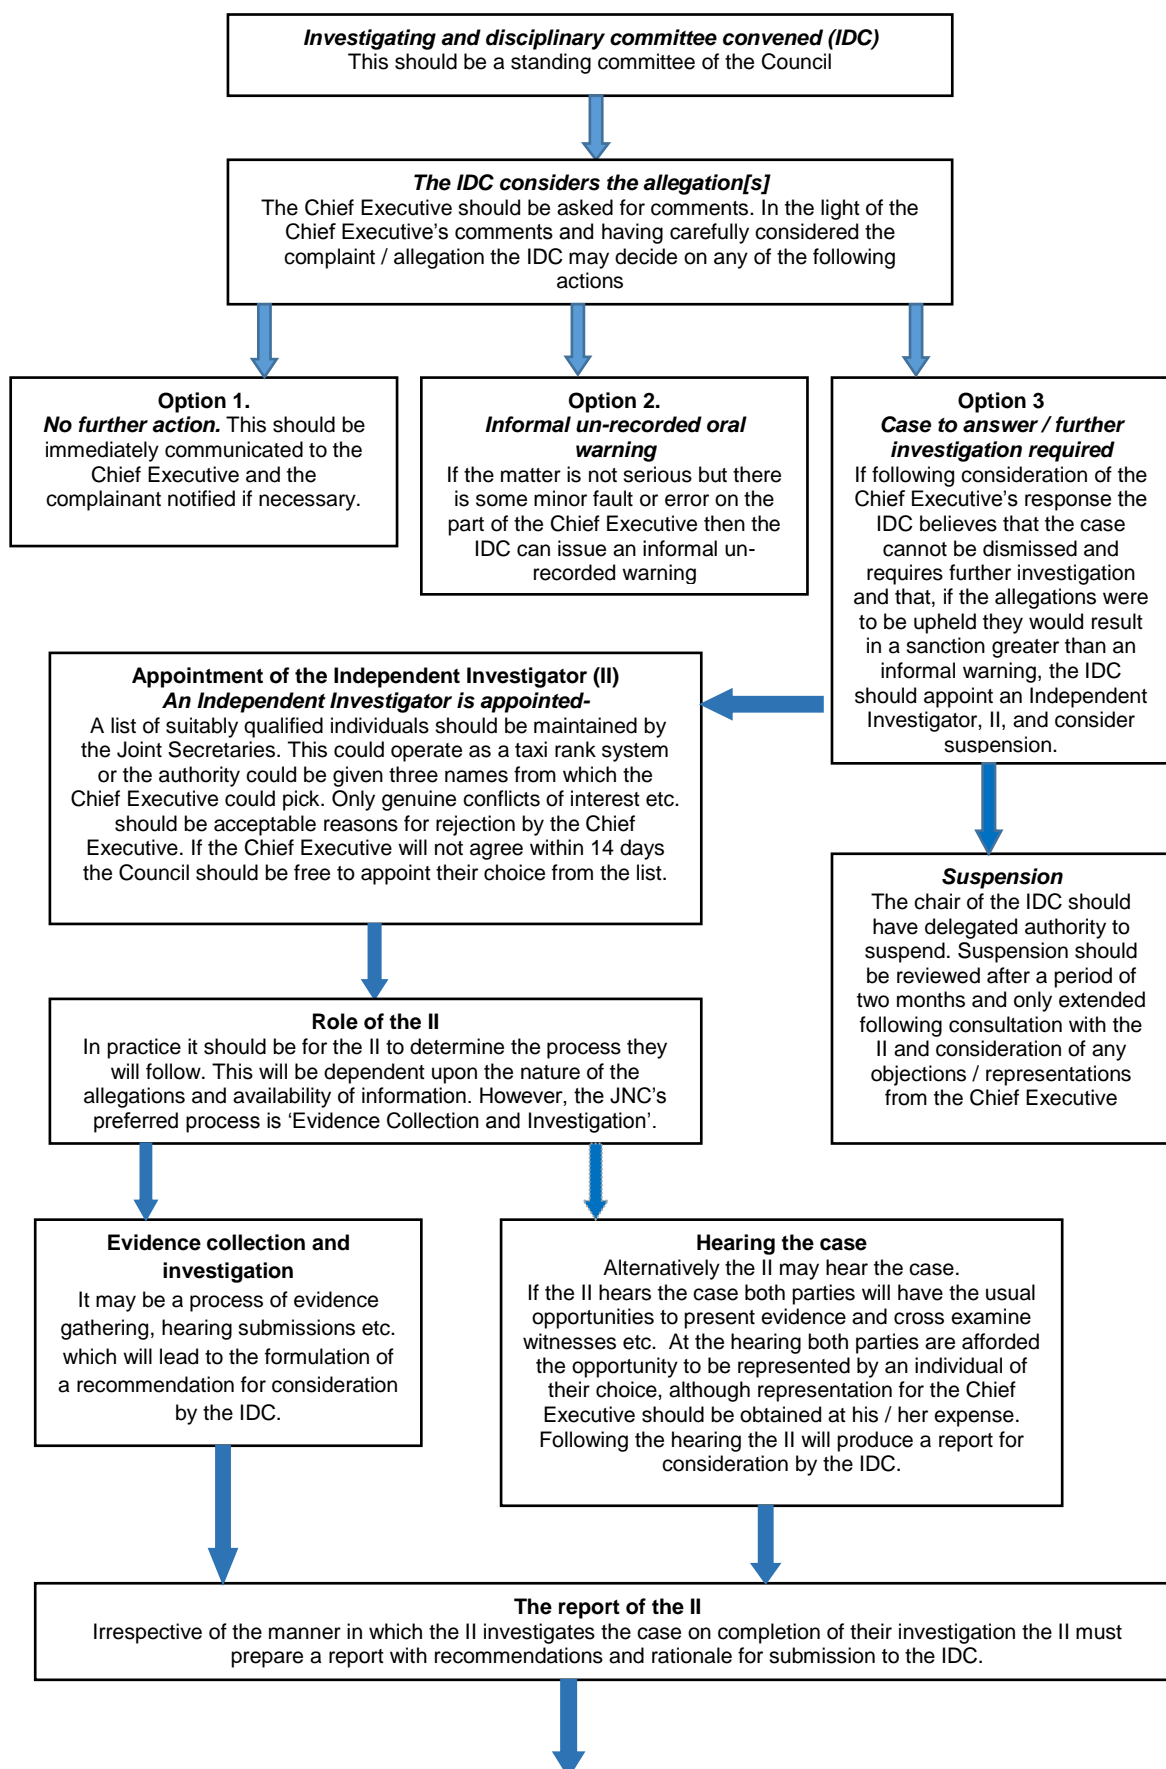 Investigating and disciplinary committee convened (IDC)
This should be a standing committee of the Council
The IDC considers the allegation[s]
The Chief Executive should be asked for comments. In the light of the
Chief Executive's comments and having carefully considered the
complaint / allegation the IDC may decide on any of the following
actions
Option 1.
No further action. This should be
immediately communicated to the
Chief Executive and the
complainant notified if necessary.
Option 2.
Informal un-recorded oral
warning
If the matter is not serious but there
is some minor fault or error on the
part of the Chief Executive then the
IDC can issue an informal un-
recorded warning
Option 3
Case to answer / further
investigation required
If following consideration of the
Chief Executive's response the
IDC believes that the case
cannot be dismissed and
requires further investigation
and that, if the allegations were
to be upheld they would result
in a sanction greater than an
informal warning, the IDC
should appoint an Independent
Investigator, II, and consider
suspension.
Appointment of the Independent Investigator (II)
An Independent Investigator is appointed-
A list of suitably qualified individuals should be maintained by
the Joint Secretaries. This could operate as a taxi rank system
or the authority could be given three names from which the
Chief Executive could pick. Only genuine conflicts of interest etc.
should be acceptable reasons for rejection by the Chief
Executive. If the Chief Executive will not agree within 14 days
the Council should be free to appoint their choice from the list.
Suspension
The chair of the IDC should
have delegated authority to
suspend. Suspension should
be reviewed after a period of
two months and only extended
following consultation with the
II and consideration of any
objections / representations
from the Chief Executive
Role of the II
In practice it should be for the II to determine the process they
will follow. This will be dependent upon the nature of the
allegations and availability of information. However, the JNC's
preferred process is 'Evidence Collection and Investigation'.
Evidence collection and
investigation
It may be a process of evidence
gathering, hearing submissions etc.
which will lead to the formulation of
a recommendation for consideration
by the IDC.
Hearing the case
Alternatively the II may hear the case.
If the II hears the case both parties will have the usual
opportunities to present evidence and cross examine
witnesses etc.  At the hearing both parties are afforded
the opportunity to be represented by an individual of
their choice, although representation for the Chief
Executive should be obtained at his / her expense.
Following the hearing the II will produce a report for
consideration by the IDC.
The report of the II
Irrespective of the manner in which the II investigates the case on completion of their investigation the II must
prepare a report with recommendations and rationale for submission to the IDC.